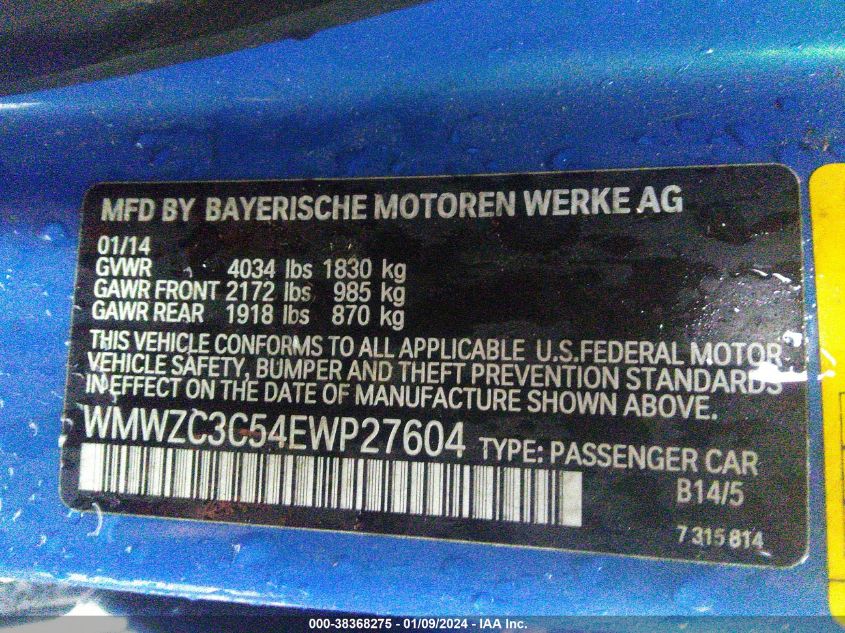 MFD BY BAYERISCHE MOTOREN WERKE AG
01/14
GVWR 4034 lbs 1830 kg
GAWR FRONT 2172 lbs 985 kg
GAWR REAR 1918 lbs 870 kg
THIS VEHICLE CONFORMS TO ALL APPLICABLE U.S.FEDERAL MOTOR
VEHICLE SAFETY, BUMPER AND THEFT PREVENTION STANDARDS
IN EFFECT ON THE DATE OF MANUFACTURE SHOWN ABOVE.
WMWZC3C54EWP27604 TYPE: PASSENGER CAR
B14/5
7 315 814
000-38368275 - 01/09/2024 - IAA Inc.